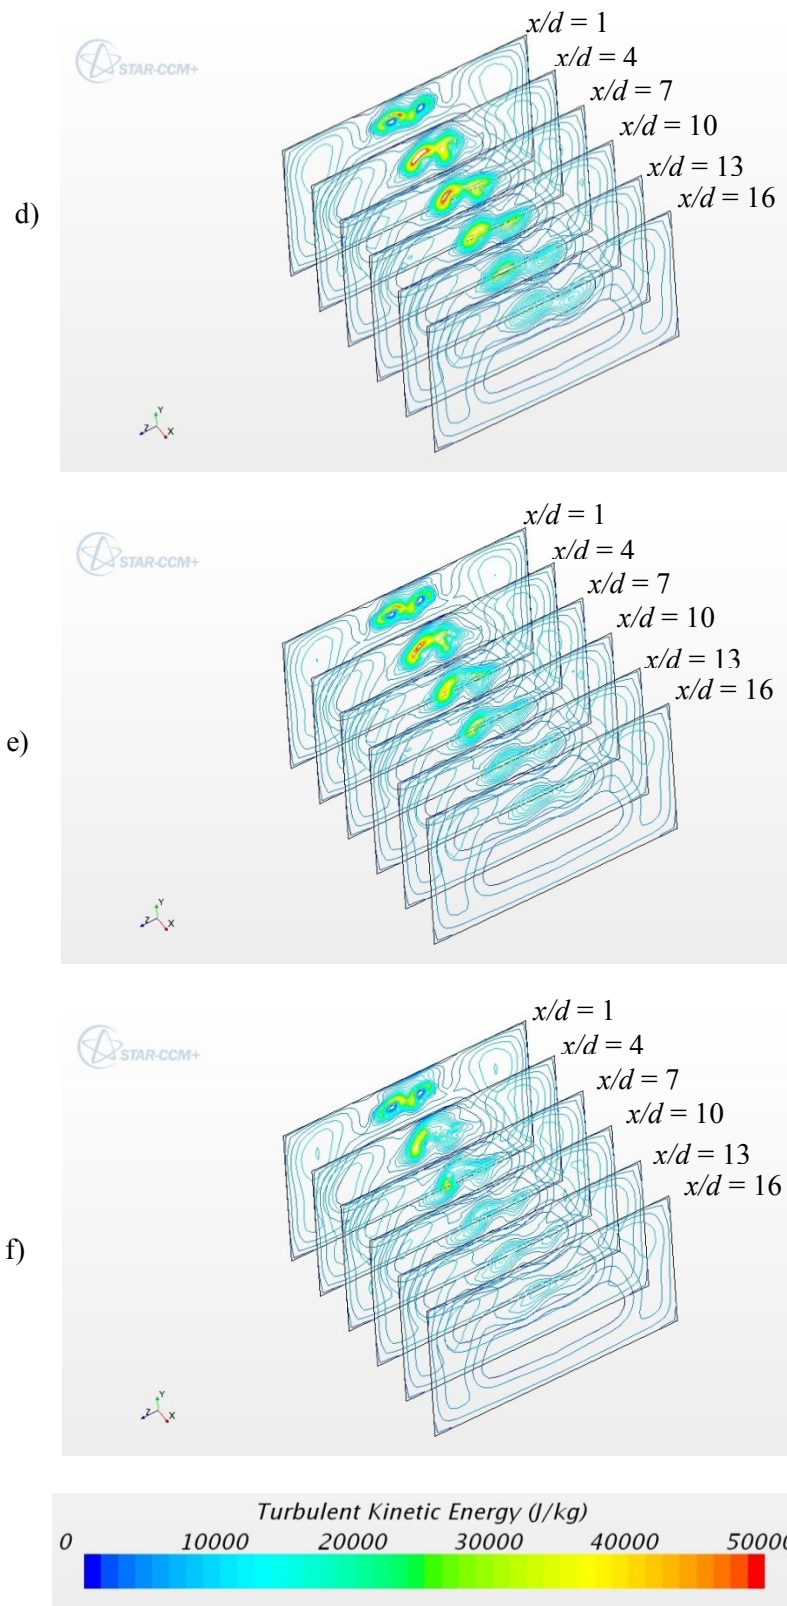 x/d = 1
x/d = 4
x/d = 7
x/d = 10
x/d = 13
x/d = 16
STAR-CCM+
d)
Y
Z X
x/d = 1
x/d = 4
x/d = 7
x/d = 10
x/d = 13
x/d = 16
STAR-CCM+
e)
Y
Z X
x/d = 1
x/d = 4
x/d = 7
x/d = 10
x/d = 13
x/d = 16
STAR-CCM+
f)
Y
Z X
Turbulent Kinetic Energy (J/kg)
0 10000 20000 30000 40000 50000